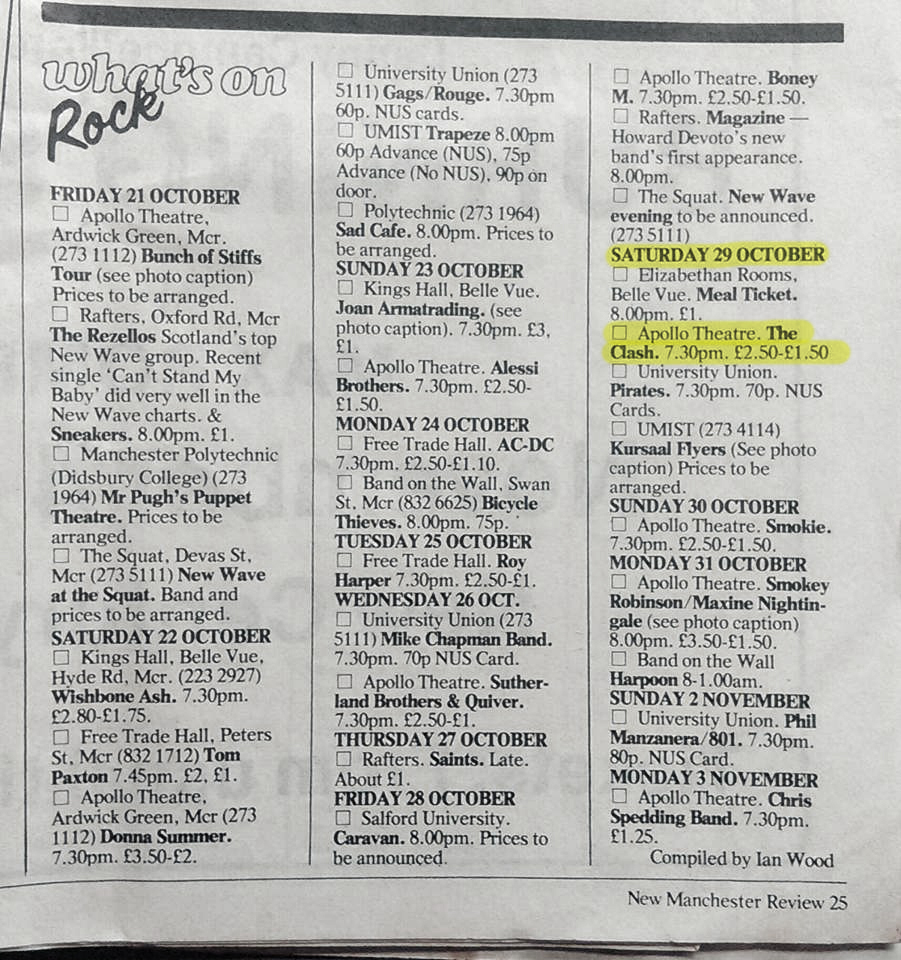 what's on
Rock
FRIDAY 21 OCTOBER
☐ Apollo Theatre,
Ardwick Green, Mcr.
(273 1112) Bunch of Stiffs
Tour (see photo caption)
Prices to be arranged.
☐ Rafters, Oxford Rd, Mcr
The Rezellos Scotland's top
New Wave group. Recent
single 'Can't Stand My
Baby' did very well in the
New Wave charts. &
Sneakers. 8.00pm. £1.
☐ Manchester Polytechnic
(Didsbury College) (273
1964) Mr Pugh's Puppet
Theatre. Prices to be
arranged.
☐ The Squat, Devas St,
Mcr (273 5111) New Wave
at the Squat. Band and
prices to be arranged.
SATURDAY 22 OCTOBER
☐ Kings Hall, Belle Vue,
Hyde Rd, Mcr. (223 2927)
Wishbone Ash. 7.30pm.
£2.80-£1.75.
☐ Free Trade Hall, Peters
St, Mcr (832 1712) Tom
Paxton 7.45pm. £2, £1.
☐ Apollo Theatre,
Ardwick Green, Mcr (273
1112) Donna Summer.
7.30pm. £3.50-£2.
☐ University Union (273
5111) Gags/Rouge. 7.30pm
60p. NUS cards.
☐ UMIST Trapeze 8.00pm
60p Advance (NUS), 75p
Advance (No NUS), 90p on
door.
☐ Polytechnic (273 1964)
Sad Cafe. 8.00pm. Prices to
be arranged.
SUNDAY 23 OCTOBER
☐ Kings Hall, Belle Vue.
Joan Armatrading. (see
photo caption). 7.30pm. £3,
£1.
☐ Apollo Theatre. Alessi
Brothers. 7.30pm. £2.50-
£1.50.
MONDAY 24 OCTOBER
☐ Free Trade Hall. AC-DC
7.30pm. £2.50-£1.10.
☐ Band on the Wall, Swan
St, Mcr (832 6625) Bicycle
Thieves. 8.00pm. 75p.
TUESDAY 25 OCTOBER
☐ Free Trade Hall. Roy
Harper 7.30pm. £2.50-£1.
WEDNESDAY 26 OCT.
☐ University Union (273
5111) Mike Chapman Band.
7.30pm. 70p NUS Card.
☐ Apollo Theatre. Suther-
land Brothers & Quiver.
7.30pm. £2.50-£1.
THURSDAY 27 OCTOBER
☐ Rafters. Saints. Late.
About £1.
FRIDAY 28 OCTOBER
☐ Salford University.
Caravan. 8.00pm. Prices to
be announced.
☐ Apollo Theatre. Boney
M. 7.30pm. £2.50-£1.50.
☐ Rafters. Magazine —
Howard Devoto's new
band's first appearance.
8.00pm.
☐ The Squat. New Wave
evening to be announced.
(273 5111)
SATURDAY 29 OCTOBER
☐ Elizabethan Rooms,
Belle Vue. Meal Ticket.
8.00pm. £1.
☐ Apollo Theatre. The
Clash. 7.30pm. £2.50-£1.50
☐ University Union.
Pirates. 7.30pm. 70p. NUS
Cards.
☐ UMIST (273 4114)
Kursaal Flyers (See photo
caption) Prices to be
arranged.
SUNDAY 30 OCTOBER
☐ Apollo Theatre. Smokie.
7.30pm. £2.50-£1.50.
MONDAY 31 OCTOBER
☐ Apollo Theatre. Smokey
Robinson/Maxine Nightin-
gale (see photo caption)
8.00pm. £3.50-£1.50.
☐ Band on the Wall
Harpoon 8-1.00am.
SUNDAY 2 NOVEMBER
☐ University Union. Phil
Manzanera/801. 7.30pm.
80p. NUS Card.
MONDAY 3 NOVEMBER
☐ Apollo Theatre. Chris
Spedding Band. 7.30pm.
£1.25.
Compiled by Ian Wood
New Manchester Review 25